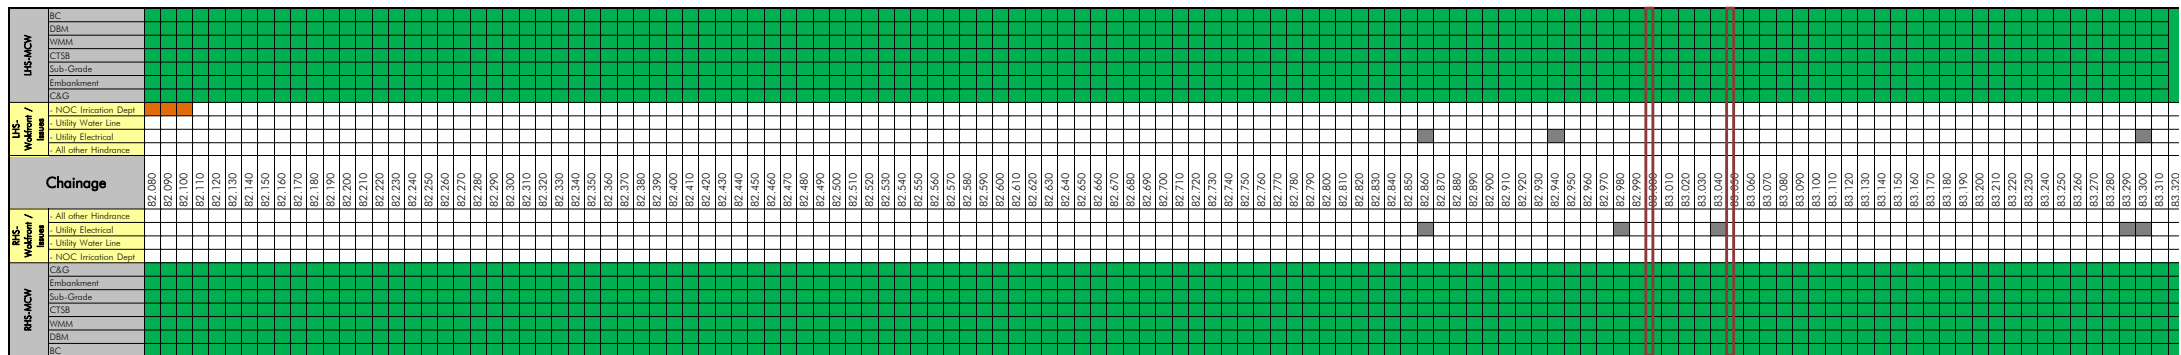 LHS-MCW
BC
DBM
WMM
CTSB
Sub-Grade
Embankment
C&G
LHS-
Wokfront /
Issues
- NOC Irrication Dept
- Utility Water Line
- Utility Electrical
- All other Hindrance
Chainage
82.080 82.090 82.100 82.110 82.120 82.130 82.140 82.150 82.160 82.170 82.180 82.190 82.200 82.210 82.220 82.230 82.240 82.250 82.260 82.270 82.280 82.290 82.300 82.310 82.320 82.330 82.340 82.350 82.360 82.370 82.380 82.390 82.400 82.410 82.420 82.430 82.440 82.450 82.460 82.470 82.480 82.490 82.500 82.510 82.520 82.530 82.540 82.550 82.560 82.570 82.580 82.590 82.600 82.610 82.620 82.630 82.640 82.650 82.660 82.670 82.680 82.690 82.700 82.710 82.720 82.730 82.740 82.750 82.760 82.770 82.780 82.790 82.800 82.810 82.820 82.830 82.840 82.850 82.860 82.870 82.880 82.890 82.900 82.910 82.920 82.930 82.940 82.950 82.960 82.970 82.980 82.990 83.010 83.020 83.030 83.040 83.060 83.070 83.080 83.090 83.100 83.110 83.120 83.130 83.140 83.150 83.160 83.170 83.180 83.190 83.200 83.210 83.220 83.230 83.240 83.250 83.260 83.270 83.280 83.290 83.300 83.310 83.320
RHS-
Wokfront /
Issues
- All other Hindrance
- Utility Electrical
- Utility Water Line
- NOC Irrication Dept
RHS-MCW
C&G
Embankment
Sub-Grade
CTSB
WMM
DBM
BC